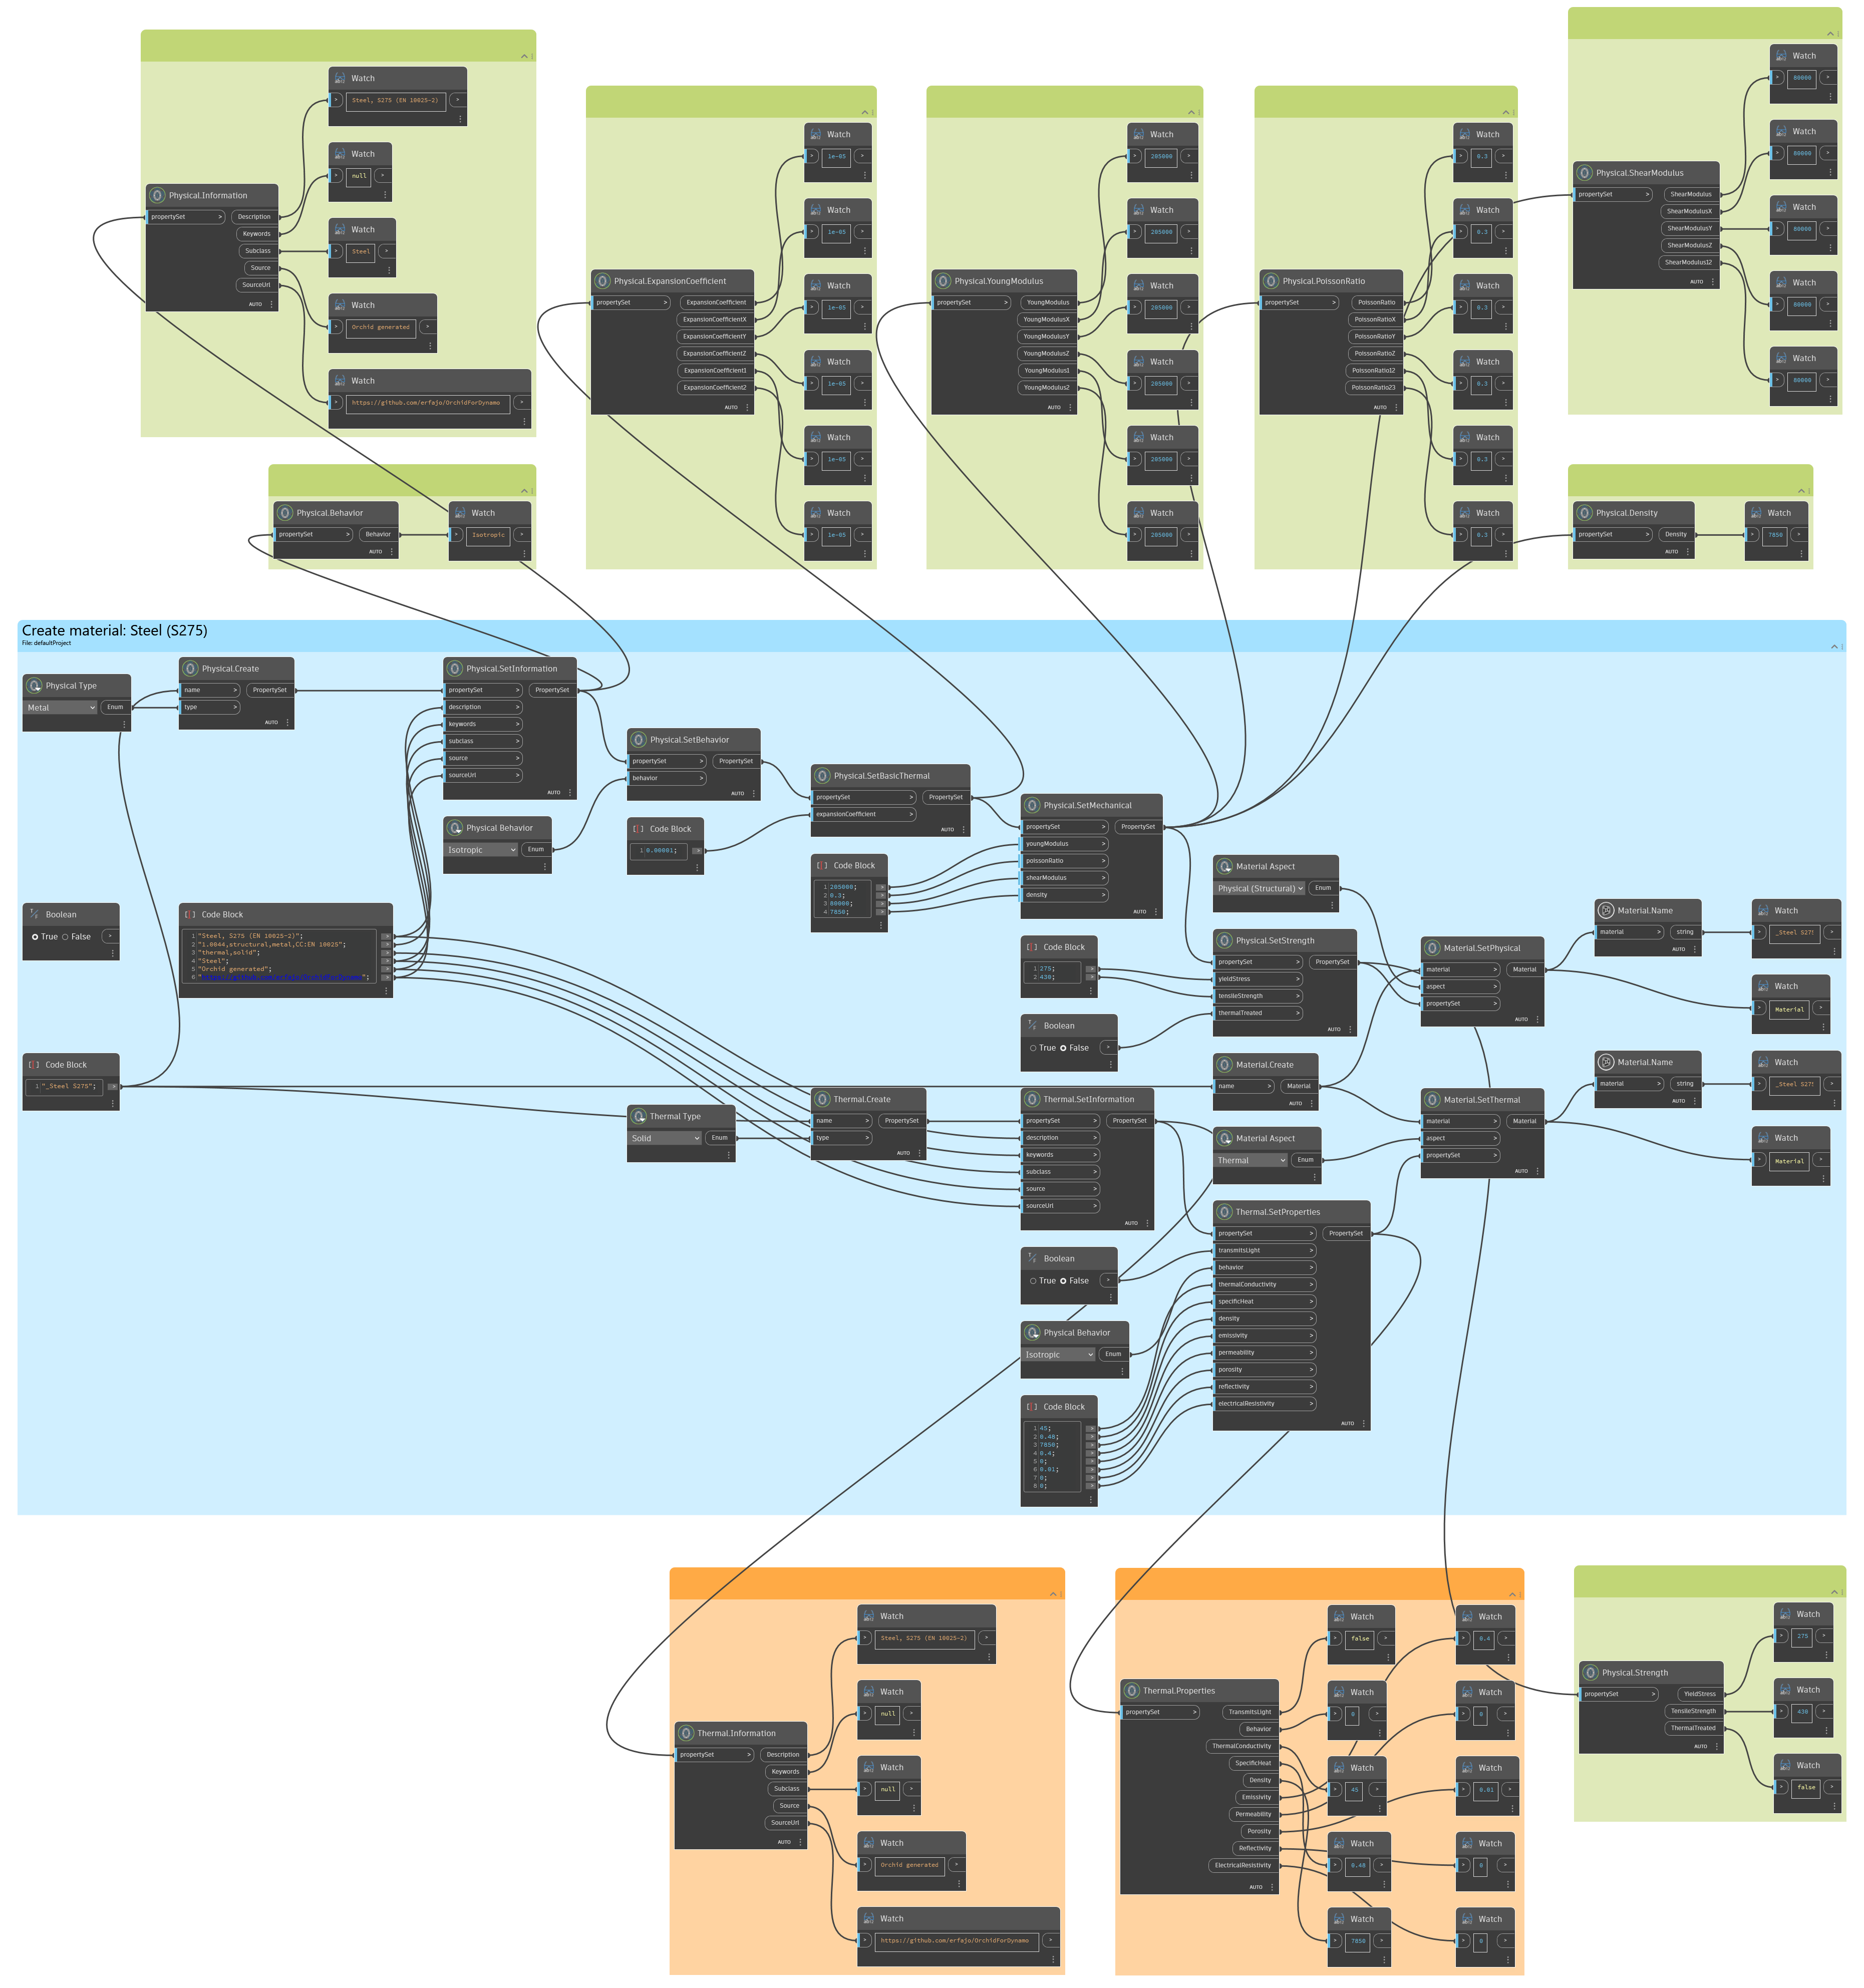 Watch
Steel, S275 (EN 10025-2)
Watch
null
Physical.Information
propertySet > Description
Keywords
Subclass
Source
SourceUrl
AUTO
Watch
Steel
Watch
Orchid generated
Watch
https://github.com/erfajo/OrchidForDynamo
Physical.Behavior
propertySet > Behavior
AUTO
Watch
Isotropic
Physical.ExpansionCoefficient
propertySet > ExpansionCoefficient
ExpansionCoefficientX
ExpansionCoefficientY
ExpansionCoefficientZ
ExpansionCoefficient1
ExpansionCoefficient2
AUTO
Watch
1e-05
Watch
1e-05
Watch
1e-05
Watch
1e-05
Watch
1e-05
Watch
1e-05
Physical.YoungModulus
propertySet > YoungModulus
YoungModulusX
YoungModulusY
YoungModulusZ
YoungModulus1
YoungModulus2
AUTO
Watch
205000
Watch
205000
Watch
205000
Watch
205000
Watch
205000
Watch
205000
Physical.PoissonRatio
propertySet > PoissonRatio
PoissonRatioX
PoissonRatioY
PoissonRatioZ
PoissonRatio12
PoissonRatio23
AUTO
Watch
0.3
Watch
0.3
Watch
0.3
Watch
0.3
Watch
0.3
Watch
0.3
Physical.ShearModulus
propertySet > ShearModulus
ShearModulusX
ShearModulusY
ShearModulusZ
ShearModulus12
AUTO
Watch
80000
Watch
80000
Watch
80000
Watch
80000
Watch
80000
Physical.Density
propertySet > Density
AUTO
Watch
7850
Create material: Steel (S275)
File: defaultProject
Physical Type
Metal Enum
Physical.Create
name > PropertySet
type >
AUTO
Physical.SetInformation
propertySet > PropertySet
description >
keywords >
subclass >
source >
sourceUrl >
AUTO
Physical.SetBehavior
propertySet > PropertySet
behavior >
AUTO
Physical Behavior
Isotropic Enum
Code Block
1 0.00001;
Physical.SetBasicThermal
propertySet > PropertySet
expansionCoefficient >
AUTO
Code Block
1 205000;
2 0.3;
3 80000;
4 7850;
Physical.SetMechanical
propertySet > PropertySet
youngModulus >
poissonRatio >
shearModulus >
density >
AUTO
Boolean
True False
Code Block
1 "Steel, S275 (EN 10025-2)";
2 "1.0044,structural,metal,CC:EN 10025";
3 "thermal,solid";
4 "Steel";
5 "Orchid generated";
6 "https://github.com/erfajo/OrchidForDynamo";
Code Block
1 "_Steel S275";
Material Aspect
Physical (Structural) Enum
Code Block
1 275;
2 430;
Boolean
True False
Physical.SetStrength
propertySet > PropertySet
yieldStress >
tensileStrength >
thermalTreated >
AUTO
Material.Create
name > Material
AUTO
Material.SetPhysical
material > Material
aspect >
propertySet >
AUTO
Material.Name
material > string
AUTO
Watch
_Steel S27!
Watch
Material
Thermal Type
Solid Enum
Thermal.Create
name > PropertySet
type >
AUTO
Thermal.SetInformation
propertySet > PropertySet
description >
keywords >
subclass >
source >
sourceUrl >
AUTO
Material Aspect
Thermal Enum
Material.SetThermal
material > Material
aspect >
propertySet >
AUTO
Material.Name
material > string
AUTO
Watch
_Steel S27!
Watch
Material
Boolean
True False
Physical Behavior
Isotropic Enum
Code Block
1 45;
2 0.48;
3 7850;
4 0.4;
5 0;
6 0.01;
7 0;
8 0;
Thermal.SetProperties
propertySet > PropertySet
transmitsLight >
behavior >
thermalConductivity >
specificHeat >
density >
emissivity >
permeability >
porosity >
reflectivity >
electricalResistivity >
AUTO
Thermal.Information
propertySet > Description
Keywords
Subclass
Source
SourceUrl
AUTO
Watch
Steel, S275 (EN 10025-2)
Watch
null
Watch
null
Watch
Orchid generated
Watch
https://github.com/erfajo/OrchidForDynamo
Thermal.Properties
propertySet > TransmitsLight
Behavior
ThermalConductivity
SpecificHeat
Density
Emissivity
Permeability
Porosity
Reflectivity
ElectricalResistivity
AUTO
Watch
false
Watch
0
Watch
45
Watch
0.48
Watch
7850
Watch
0.4
Watch
0
Watch
0.01
Watch
0
Watch
0
Physical.Strength
propertySet > YieldStress
TensileStrength
ThermalTreated
AUTO
Watch
275
Watch
430
Watch
false